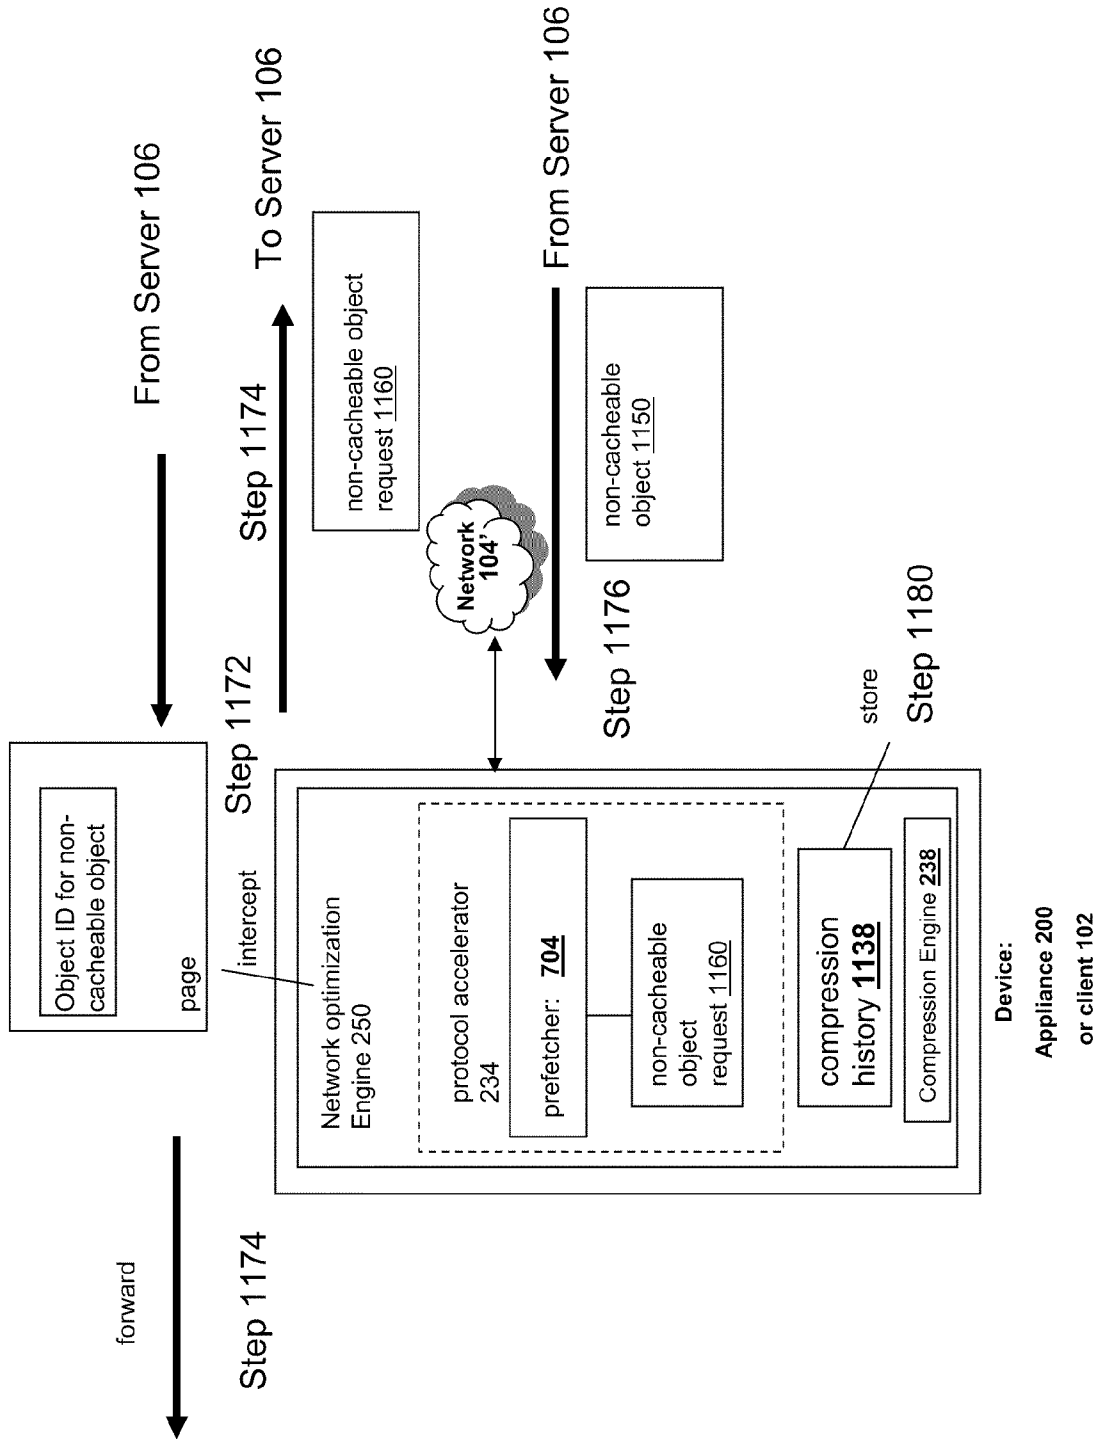 From Server 106
Object ID for non-
cacheable object
page
forward
Step 1174
intercept
Step 1172
Step 1174
To Server 106
non-cacheable object
request 1160
Network
104'
From Server 106
non-cacheable
object 1150
Step 1176
Network optimization
Engine 250
protocol accelerator
234
prefetcher: 704
non-cacheable
object
request 1160
compression
history 1138
store
Step 1180
Compression Engine 238
Device:
Appliance 200
or client 102